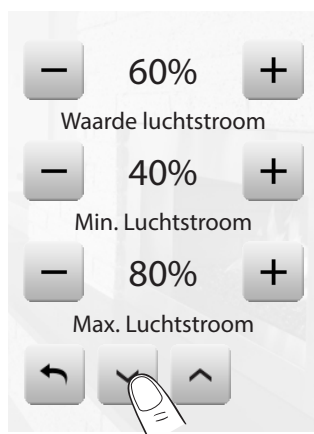 − 60% +
Waarde luchtstroom
− 40% +
Min. Luchtstroom
− 80% +
Max. Luchtstroom